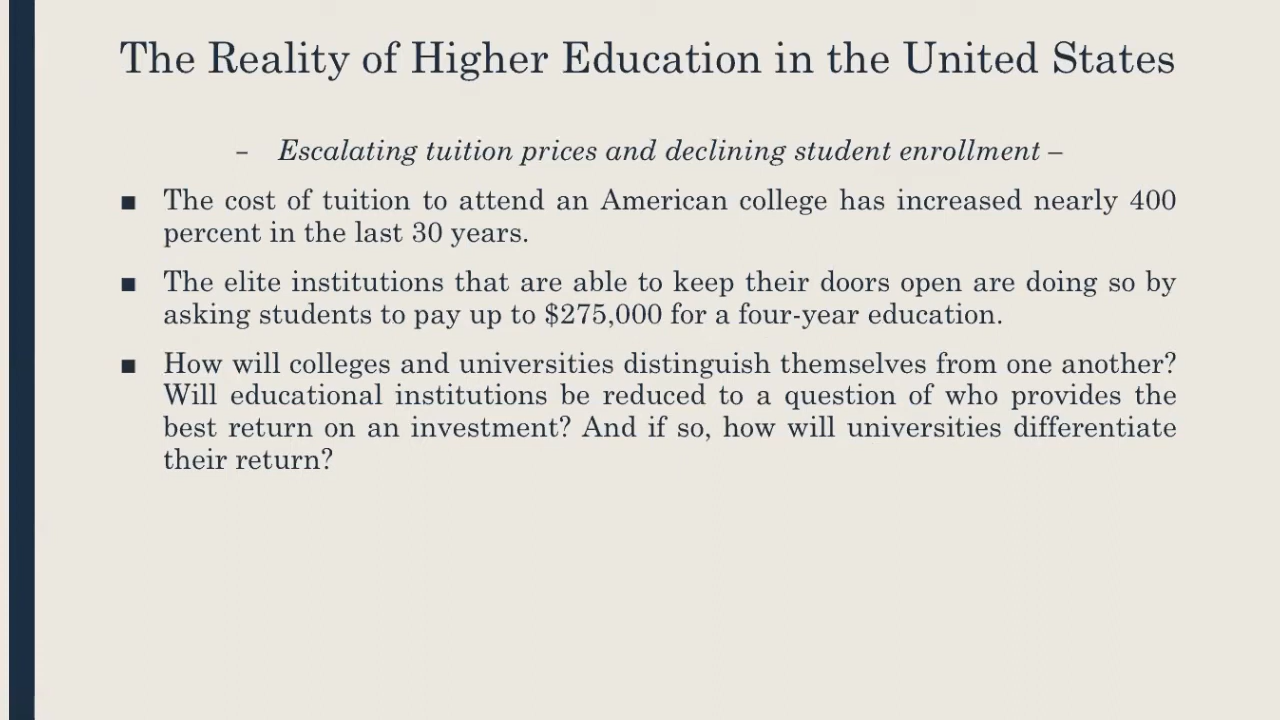 The Reality of Higher Education in the United States
– Escalating tuition prices and declining student enrollment –
■ The cost of tuition to attend an American college has increased nearly 400
percent in the last 30 years.
■ The elite institutions that are able to keep their doors open are doing so by
asking students to pay up to $275,000 for a four-year education.
■ How will colleges and universities distinguish themselves from one another?
Will educational institutions be reduced to a question of who provides the
best return on an investment? And if so, how will universities differentiate
their return?